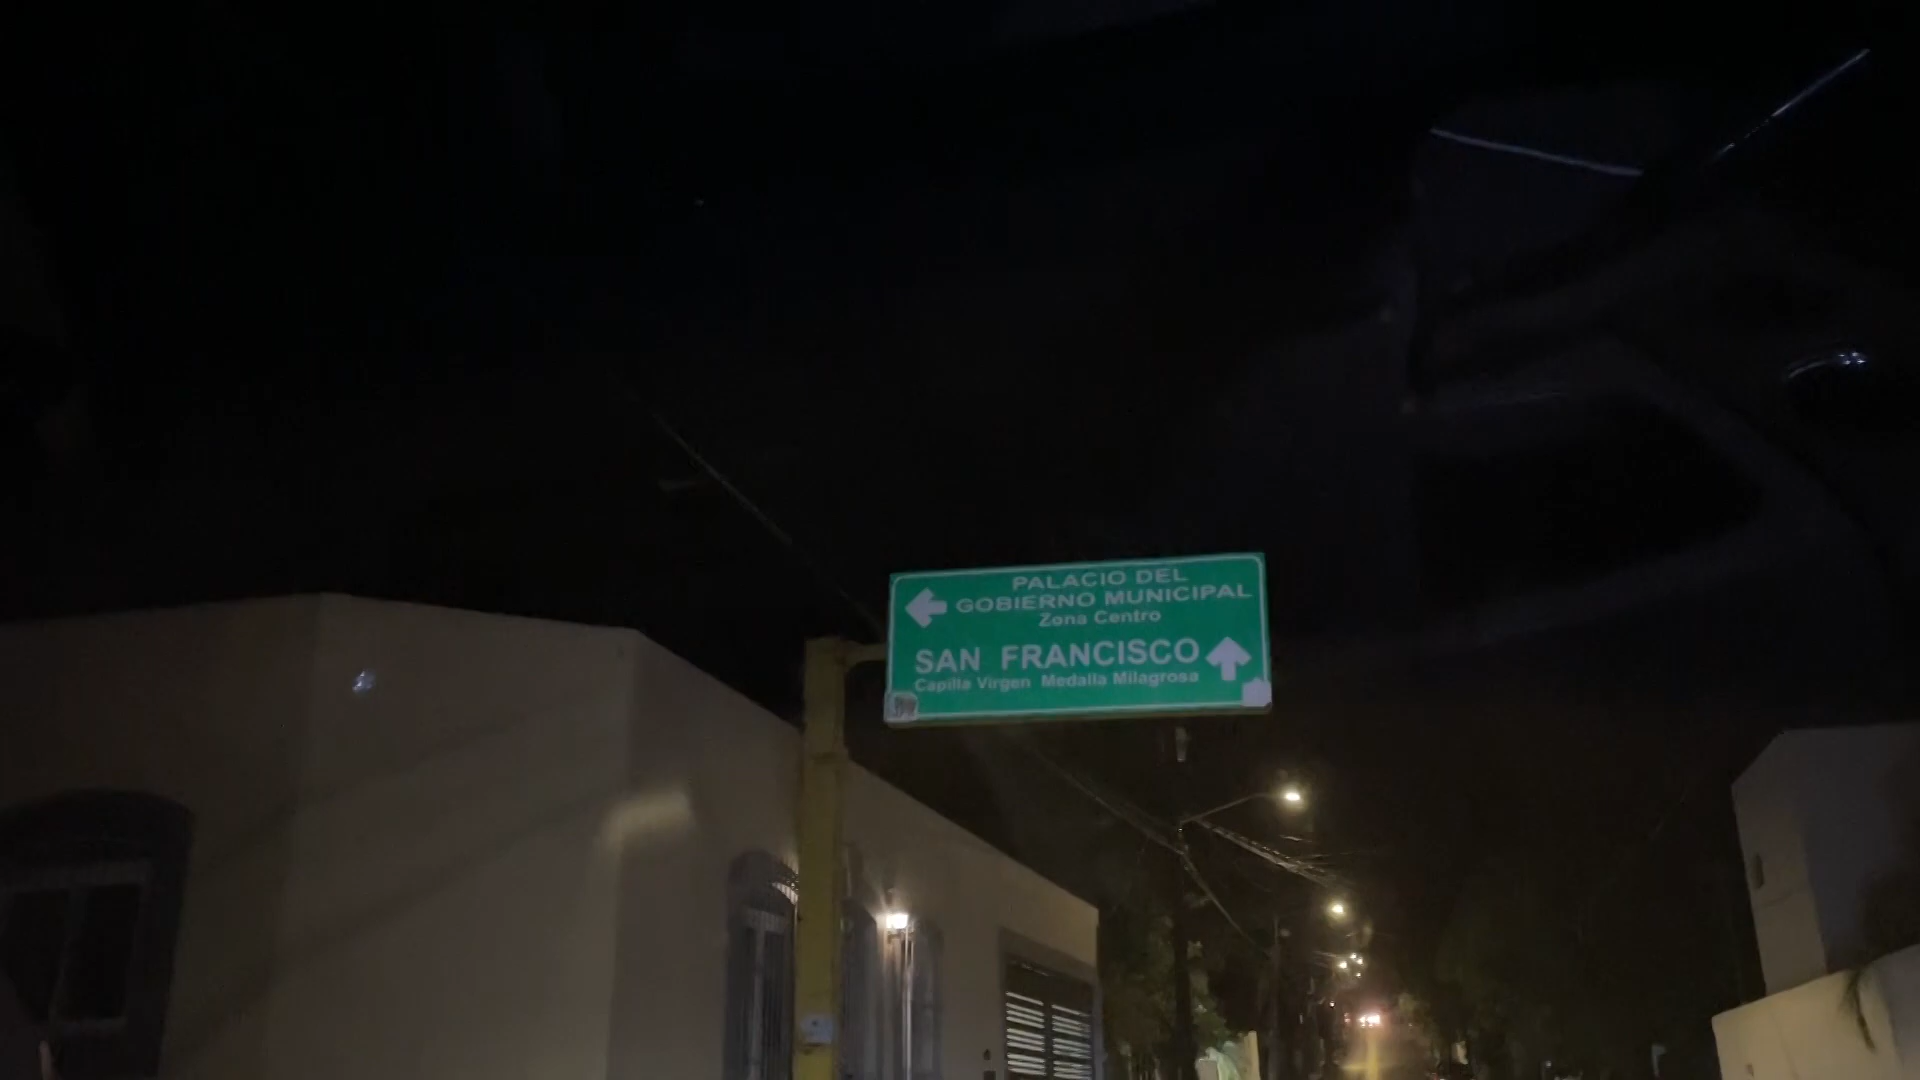 PALACIO DEL
GOBIERNO MUNICIPAL
Zona Centro
SAN FRANCISCO
Capilla Virgen Medalla Milagrosa